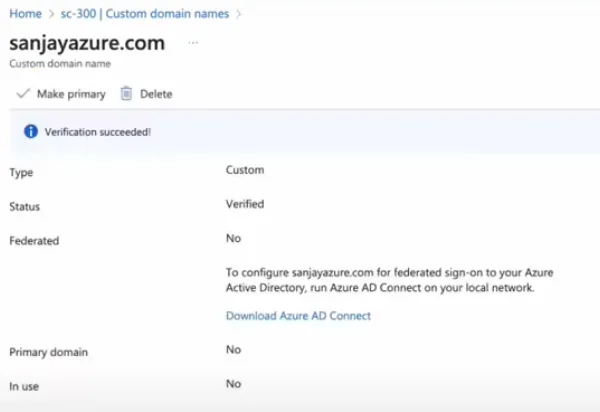 Home > sc-300 | Custom domain names >
sanjayazure.com ...
Custom domain name
Make primary Delete
Verification succeeded!
Type Custom
Status Verified
Federated No
To configure sanjayazure.com for federated sign-on to your Azure
Active Directory, run Azure AD Connect on your local network.
Download Azure AD Connect
Primary domain No
In use No